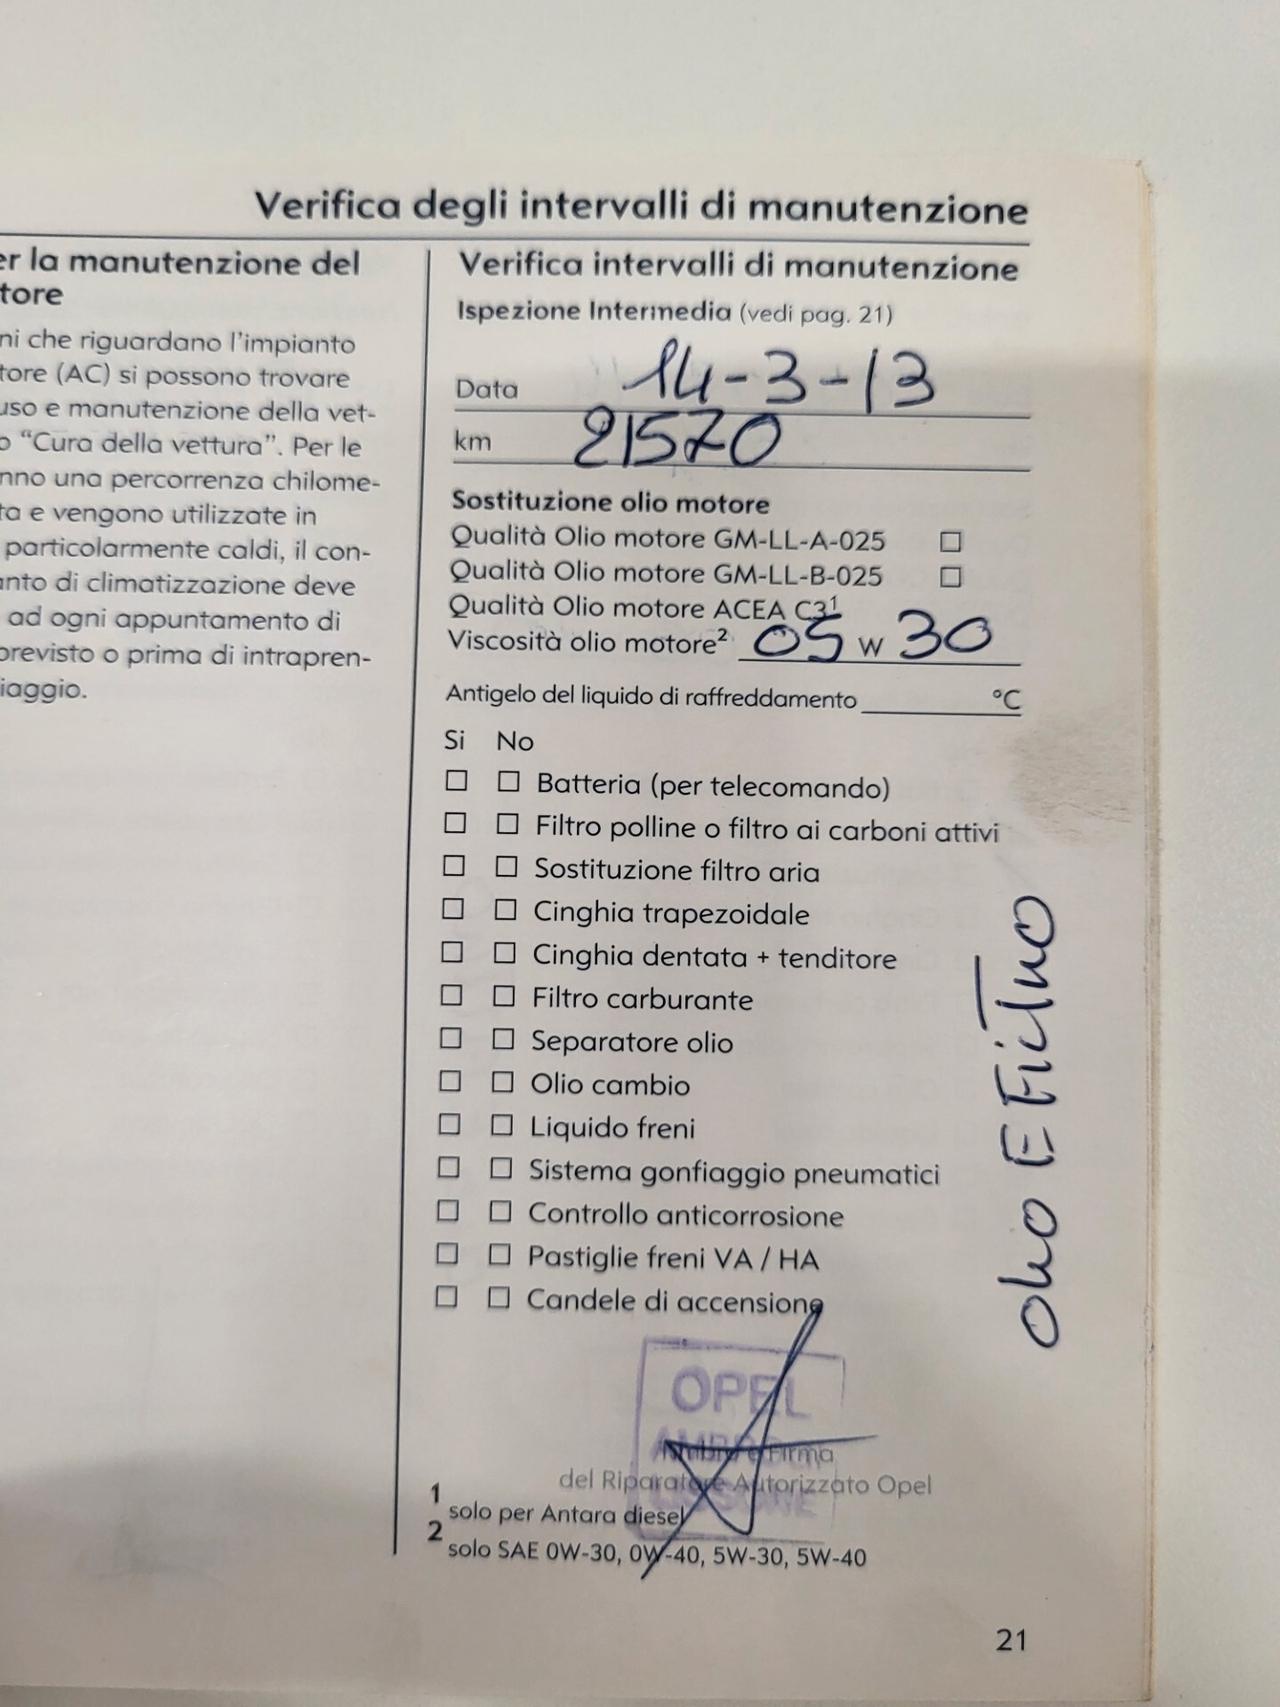 Verifica degli intervalli di manutenzione
er la manutenzione del
tore
ni che riguardano l'impianto
tore (AC) si possono trovare
uso e manutenzione della vet-
o "Cura della vettura". Per le
nno una percorrenza chilome-
ta e vengono utilizzate in
particolarmente caldi, il con-
anto di climatizzazione deve
ad ogni appuntamento di
previsto o prima di intrapren-
iaggio.
Verifica intervalli di manutenzione
Ispezione Intermedia (vedi pag. 21)
Data 14-3-13
km 21570
Sostituzione olio motore
Qualità Olio motore GM-LL-A-025 ☐
Qualità Olio motore GM-LL-B-025 ☐
Qualità Olio motore ACEA C3¹
Viscosità olio motore² 05 W 30
Antigelo del liquido di raffreddamento ______ °C
Si No
☐ ☐ Batteria (per telecomando)
☐ ☐ Filtro polline o filtro ai carboni attivi
☐ ☐ Sostituzione filtro aria
☐ ☐ Cinghia trapezoidale
☐ ☐ Cinghia dentata + tenditore
☐ ☐ Filtro carburante
☐ ☐ Separatore olio
☐ ☐ Olio cambio
☐ ☐ Liquido freni
☐ ☐ Sistema gonfiaggio pneumatici
☐ ☐ Controllo anticorrosione
☐ ☐ Pastiglie freni VA / HA
☐ ☐ Candele di accensione
Olio E Filtro
OPEL
Timbro e Firma
del Riparatore Autorizzato Opel
1 solo per Antara diesel
2 solo SAE 0W-30, 0W-40, 5W-30, 5W-40
21